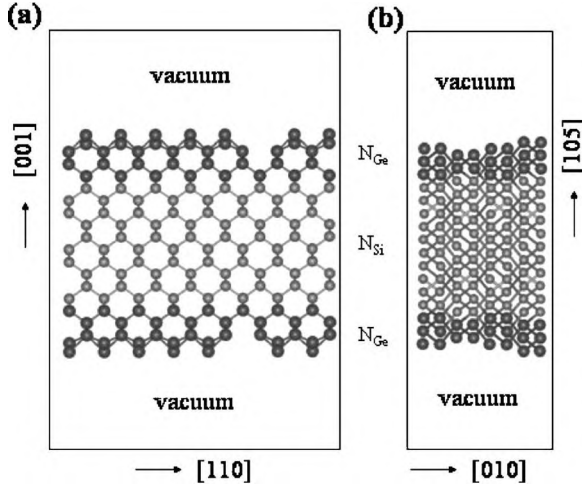 (a)
vacuum
[001]
vacuum
[110]
N_Ge
N_Si
N_Ge
(b)
vacuum
[105]
vacuum
[010]